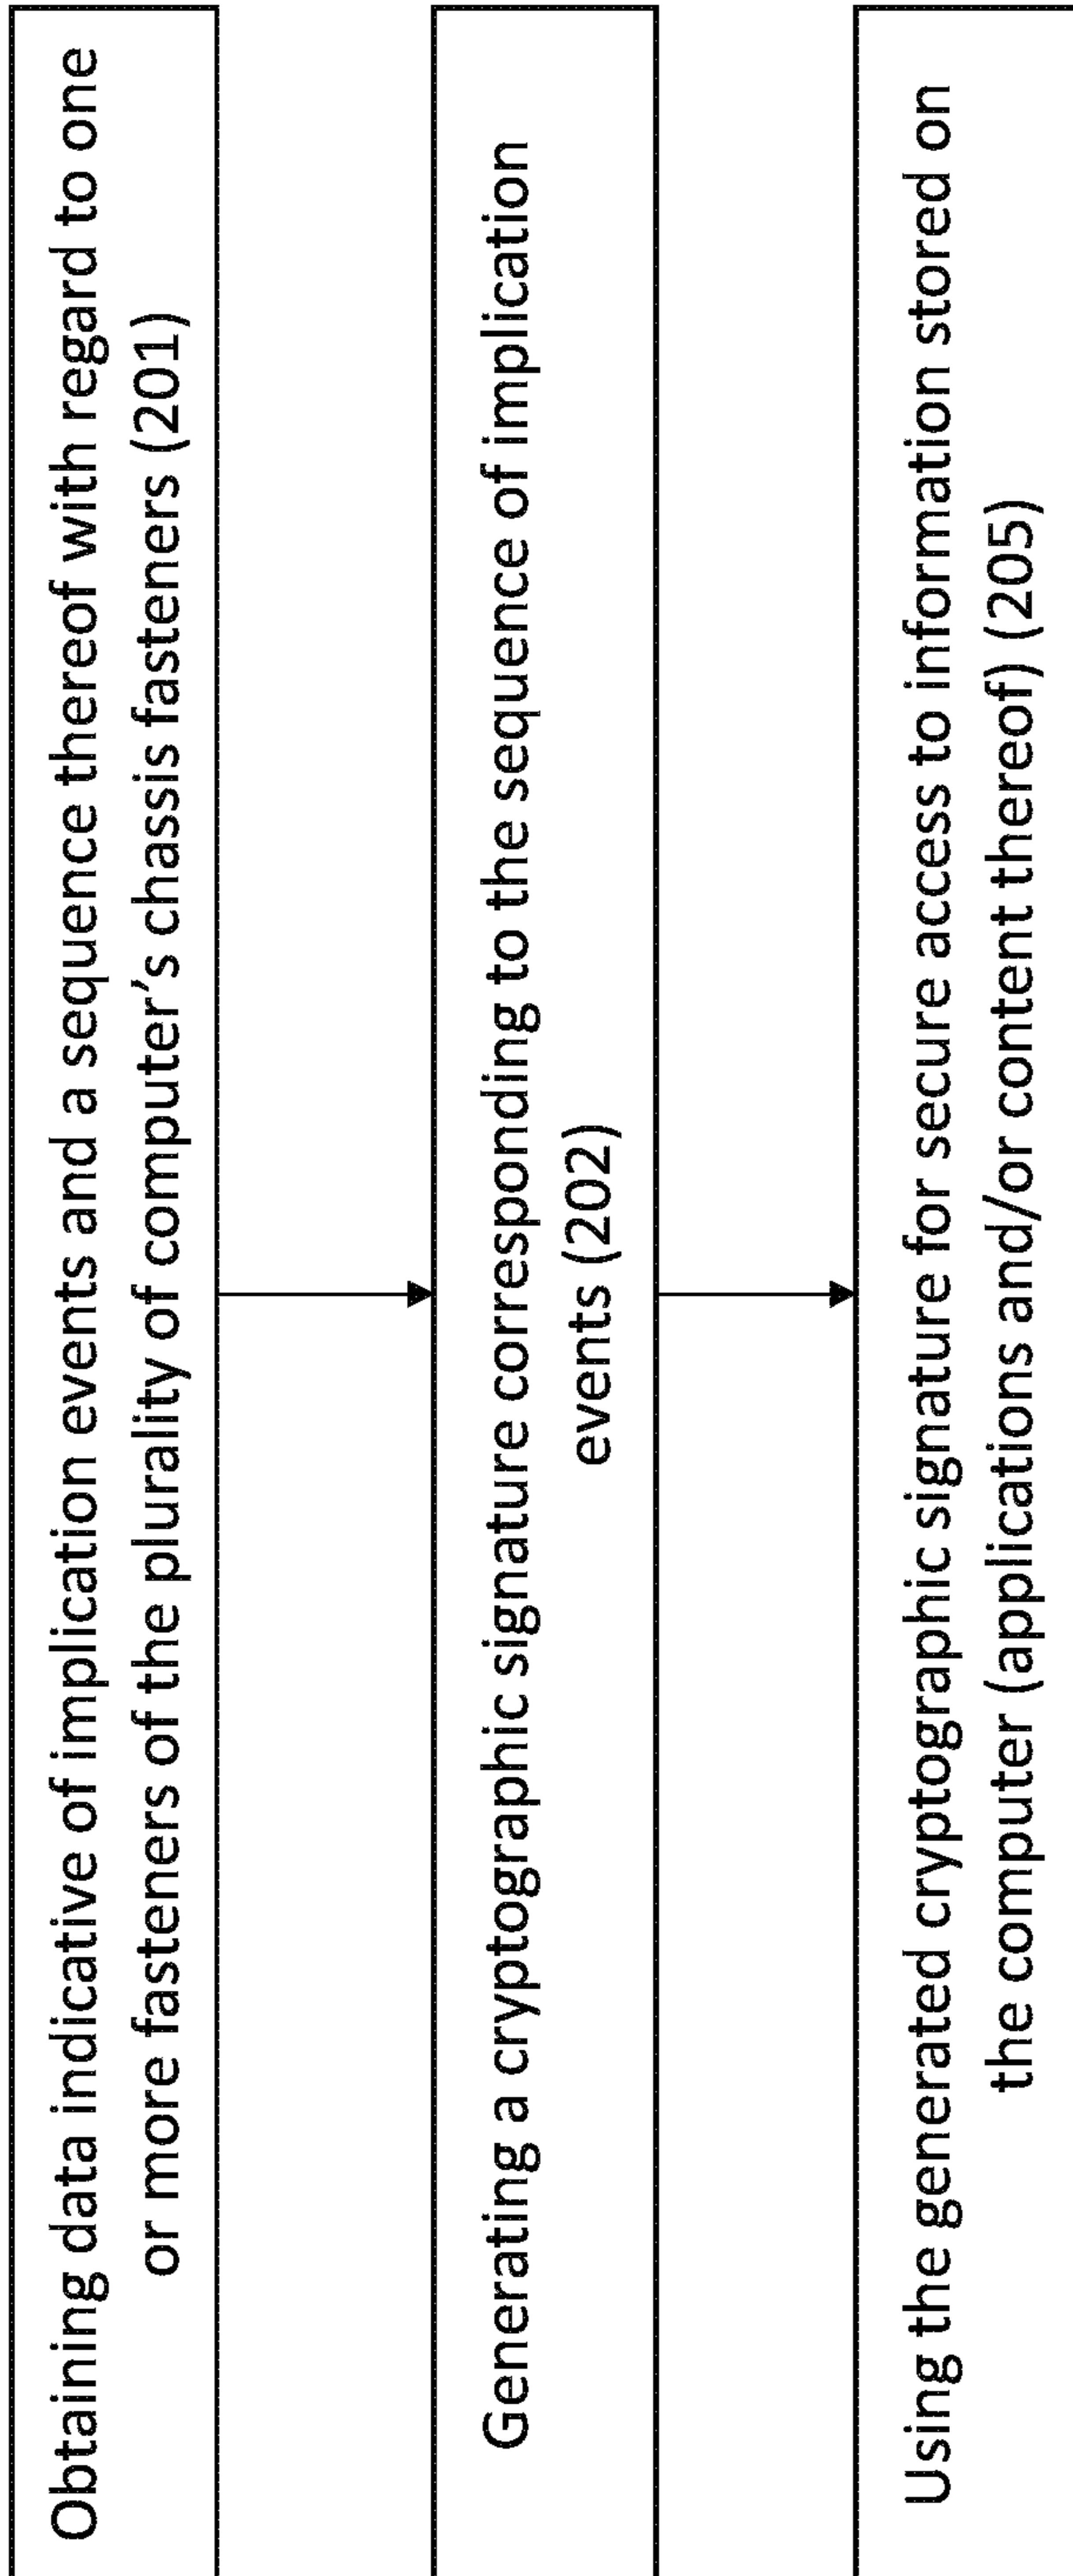 Obtaining data indicative of implication events and a sequence thereof with regard to one
or more fasteners of the plurality of computer’s chassis fasteners (201)
Generating a cryptographic signature corresponding to the sequence of implication
events (202)
Using the generated cryptographic signature for secure access to information stored on
the computer (applications and/or content thereof) (205)